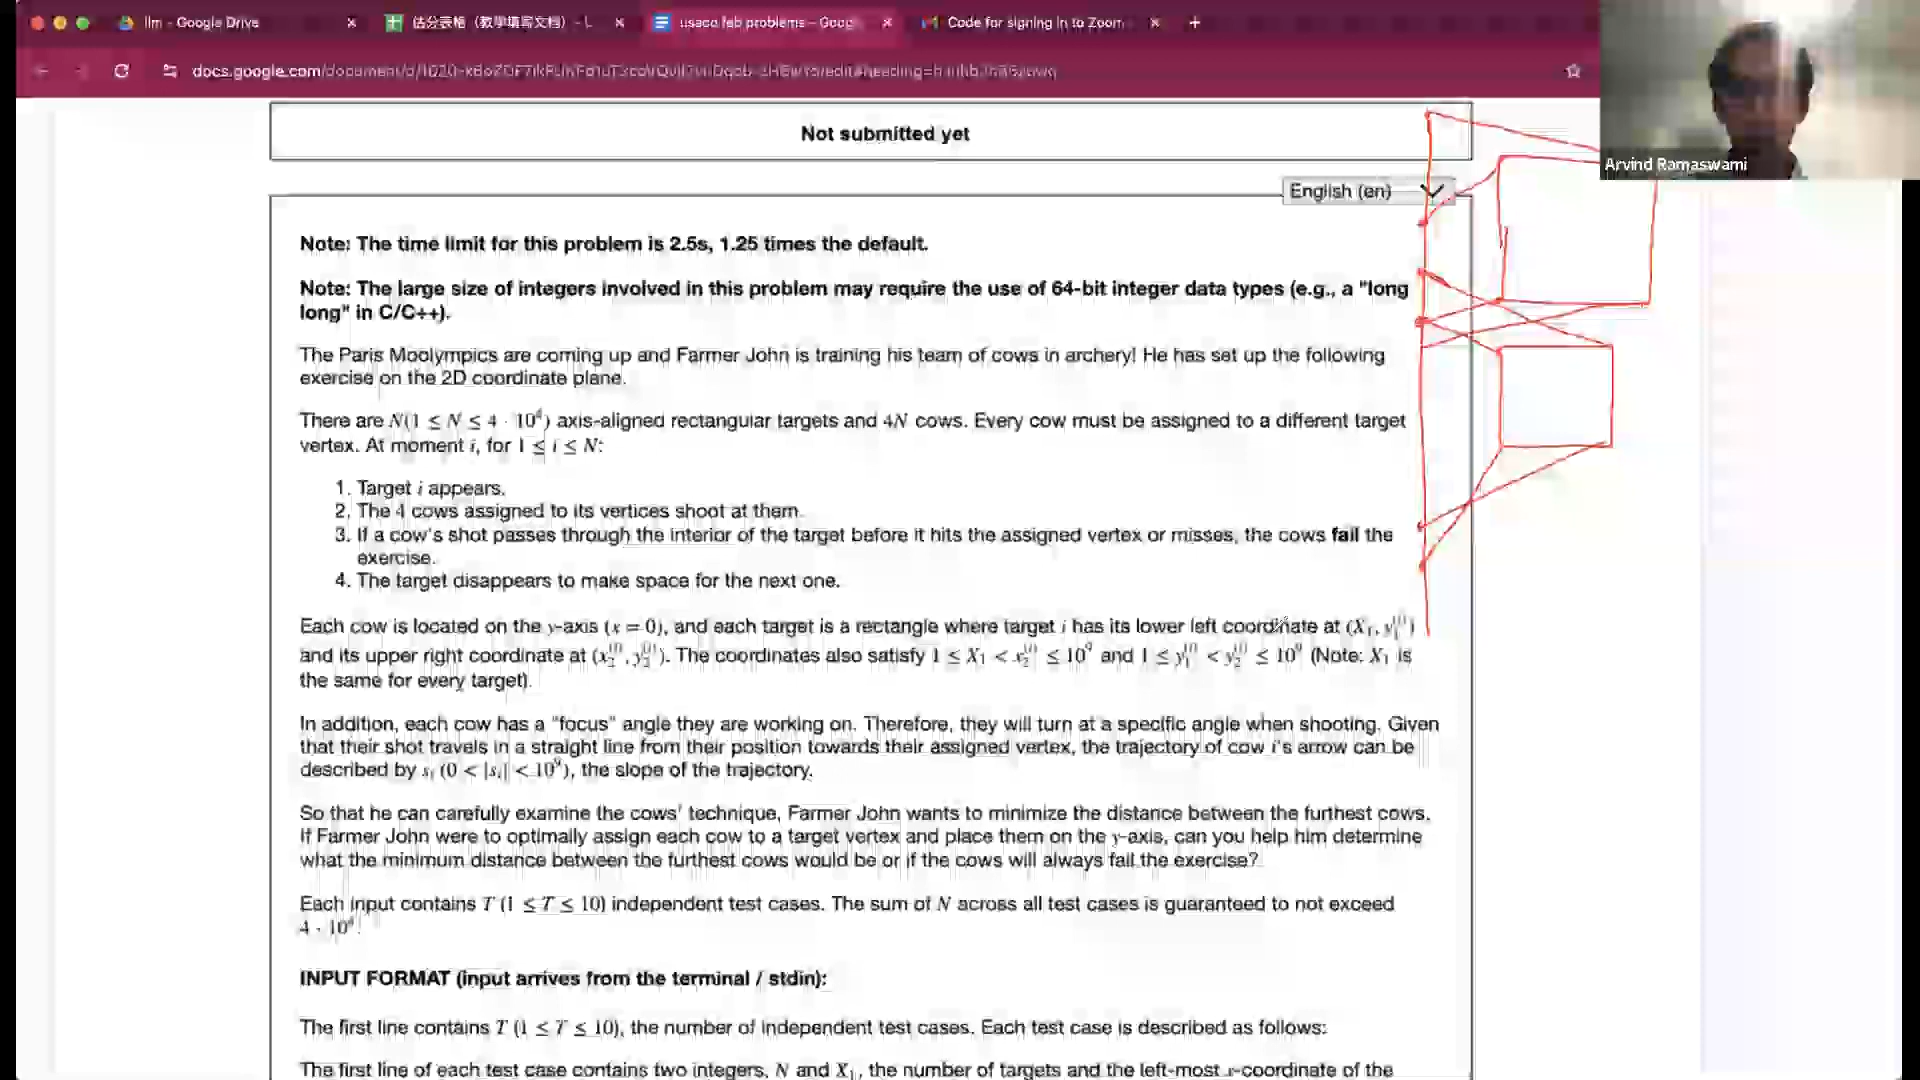 llm - Google Drive
估分表格（教学填写文档）- L
usaco feb problems - Goog
Code for signing in to Zoom
docs.google.com/document/d/
Arvind Ramaswami
Not submitted yet
English (en)
Note: The time limit for this problem is 2.5s, 1.25 times the default.
Note: The large size of integers involved in this problem may require the use of 64-bit integer data types (e.g., a "long
long" in C/C++).
The Paris Moolympics are coming up and Farmer John is training his team of cows in archery! He has set up the following
exercise on the 2D coordinate plane.
There are N(1 ≤ N ≤ 4 · 10⁴) axis-aligned rectangular targets and 4N cows. Every cow must be assigned to a different target
vertex. At moment i, for 1 ≤ i ≤ N:
1. Target i appears.
2. The 4 cows assigned to its vertices shoot at them.
3. If a cow's shot passes through the interior of the target before it hits the assigned vertex or misses, the cows fail the
exercise.
4. The target disappears to make space for the next one.
Each cow is located on the y-axis (x = 0), and each target is a rectangle where target i has its lower left coordinate at (X₁, y₁⁽ⁱ⁾)
and its upper right coordinate at (x₂⁽ⁱ⁾, y₂⁽ⁱ⁾). The coordinates also satisfy 1 ≤ X₁ < x₂⁽ⁱ⁾ ≤ 10⁹ and 1 ≤ y₁⁽ⁱ⁾ < y₂⁽ⁱ⁾ ≤ 10⁹ (Note: X₁ is
the same for every target).
In addition, each cow has a "focus" angle they are working on. Therefore, they will turn at a specific angle when shooting. Given
that their shot travels in a straight line from their position towards their assigned vertex, the trajectory of cow i's arrow can be
described by sᵢ (0 < |sᵢ| < 10⁹), the slope of the trajectory.
So that he can carefully examine the cows' technique, Farmer John wants to minimize the distance between the furthest cows.
If Farmer John were to optimally assign each cow to a target vertex and place them on the y-axis, can you help him determine
what the minimum distance between the furthest cows would be or if the cows will always fail the exercise?
Each input contains T (1 ≤ T ≤ 10) independent test cases. The sum of N across all test cases is guaranteed to not exceed
4 · 10⁴.
INPUT FORMAT (input arrives from the terminal / stdin):
The first line contains T (1 ≤ T ≤ 10), the number of independent test cases. Each test case is described as follows:
The first line of each test case contains two integers, N and X₁, the number of targets and the left-most x-coordinate of the